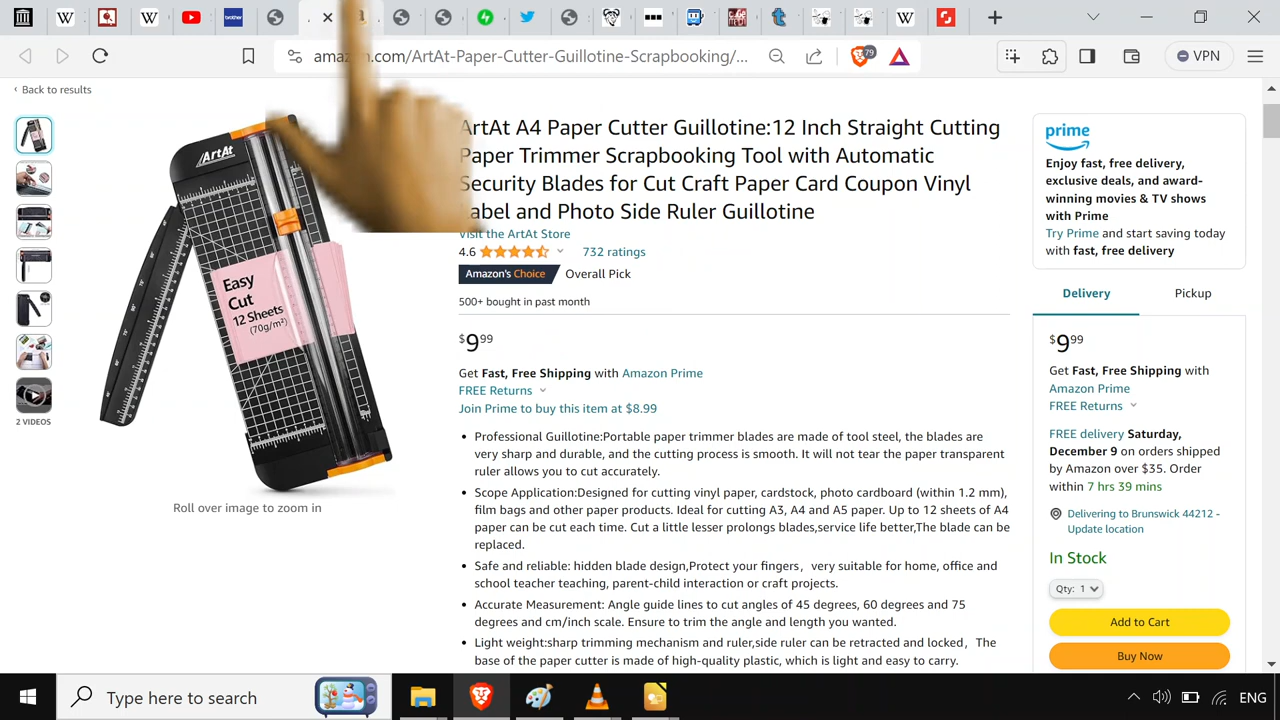 amazon.com/ArtAt-Paper-Cutter-Guillotine-Scrapbooking/...
79
VPN
Back to results
ArtAt
Easy
Cut
12 Sheets
(70g/m²)
2 VIDEOS
Roll over image to zoom in
ArtAt A4 Paper Cutter Guillotine:12 Inch Straight Cutting
Paper Trimmer Scrapbooking Tool with Automatic
Security Blades for Cut Craft Paper Card Coupon Vinyl
Label and Photo Side Ruler Guillotine
Visit the ArtAt Store
4.6 732 ratings
Amazon's Choice Overall Pick
500+ bought in past month
$9.99
Get Fast, Free Shipping with Amazon Prime
FREE Returns
Join Prime to buy this item at $8.99
• Professional Guillotine:Portable paper trimmer blades are made of tool steel, the blades are
very sharp and durable, and the cutting process is smooth. It will not tear the paper transparent
ruler allows you to cut accurately.
• Scope Application:Designed for cutting vinyl paper, cardstock, photo cardboard (within 1.2 mm),
film bags and other paper products. Ideal for cutting A3, A4 and A5 paper. Up to 12 sheets of A4
paper can be cut each time. Cut a little lesser prolongs blades,service life better,The blade can be
replaced.
• Safe and reliable: hidden blade design,Protect your fingers，very suitable for home, office and
school teacher teaching, parent-child interaction or craft projects.
• Accurate Measurement: Angle guide lines to cut angles of 45 degrees, 60 degrees and 75
degrees and cm/inch scale. Ensure to trim the angle and length you wanted.
• Light weight:sharp trimming mechanism and ruler,side ruler can be retracted and locked，The
base of the paper cutter is made of high-quality plastic, which is light and easy to carry.
prime
Enjoy fast, free delivery,
exclusive deals, and award-
winning movies & TV shows
with Prime
Try Prime and start saving today
with fast, free delivery
Delivery Pickup
$9.99
Get Fast, Free Shipping with
Amazon Prime
FREE Returns
FREE delivery Saturday,
December 9 on orders shipped
by Amazon over $35. Order
within 7 hrs 39 mins
Delivering to Brunswick 44212 -
Update location
In Stock
Qty: 1
Add to Cart
Buy Now
Type here to search
ENG